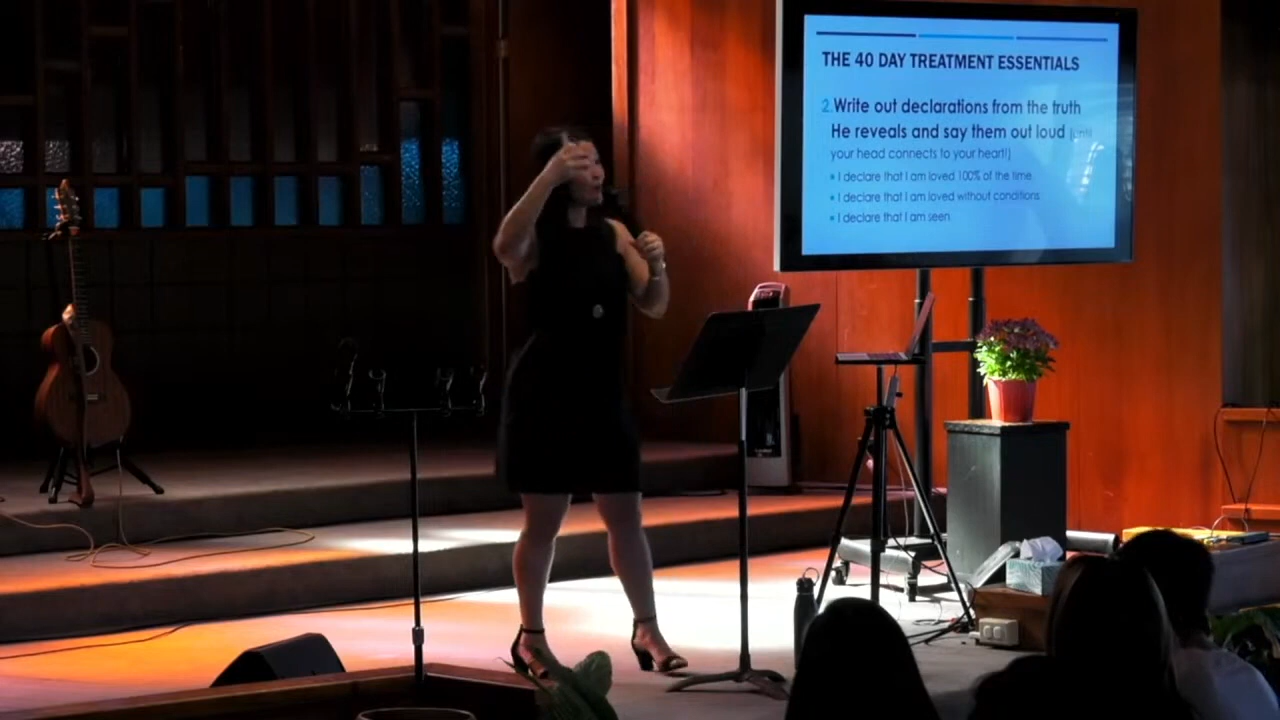 THE 40 DAY TREATMENT ESSENTIALS
2. Write out declarations from the truth
He reveals and say them out loud (until
your head connects to your heart!)
▪ I declare that I am loved 100% of the time
▪ I declare that I am loved without conditions
▪ I declare that I am seen